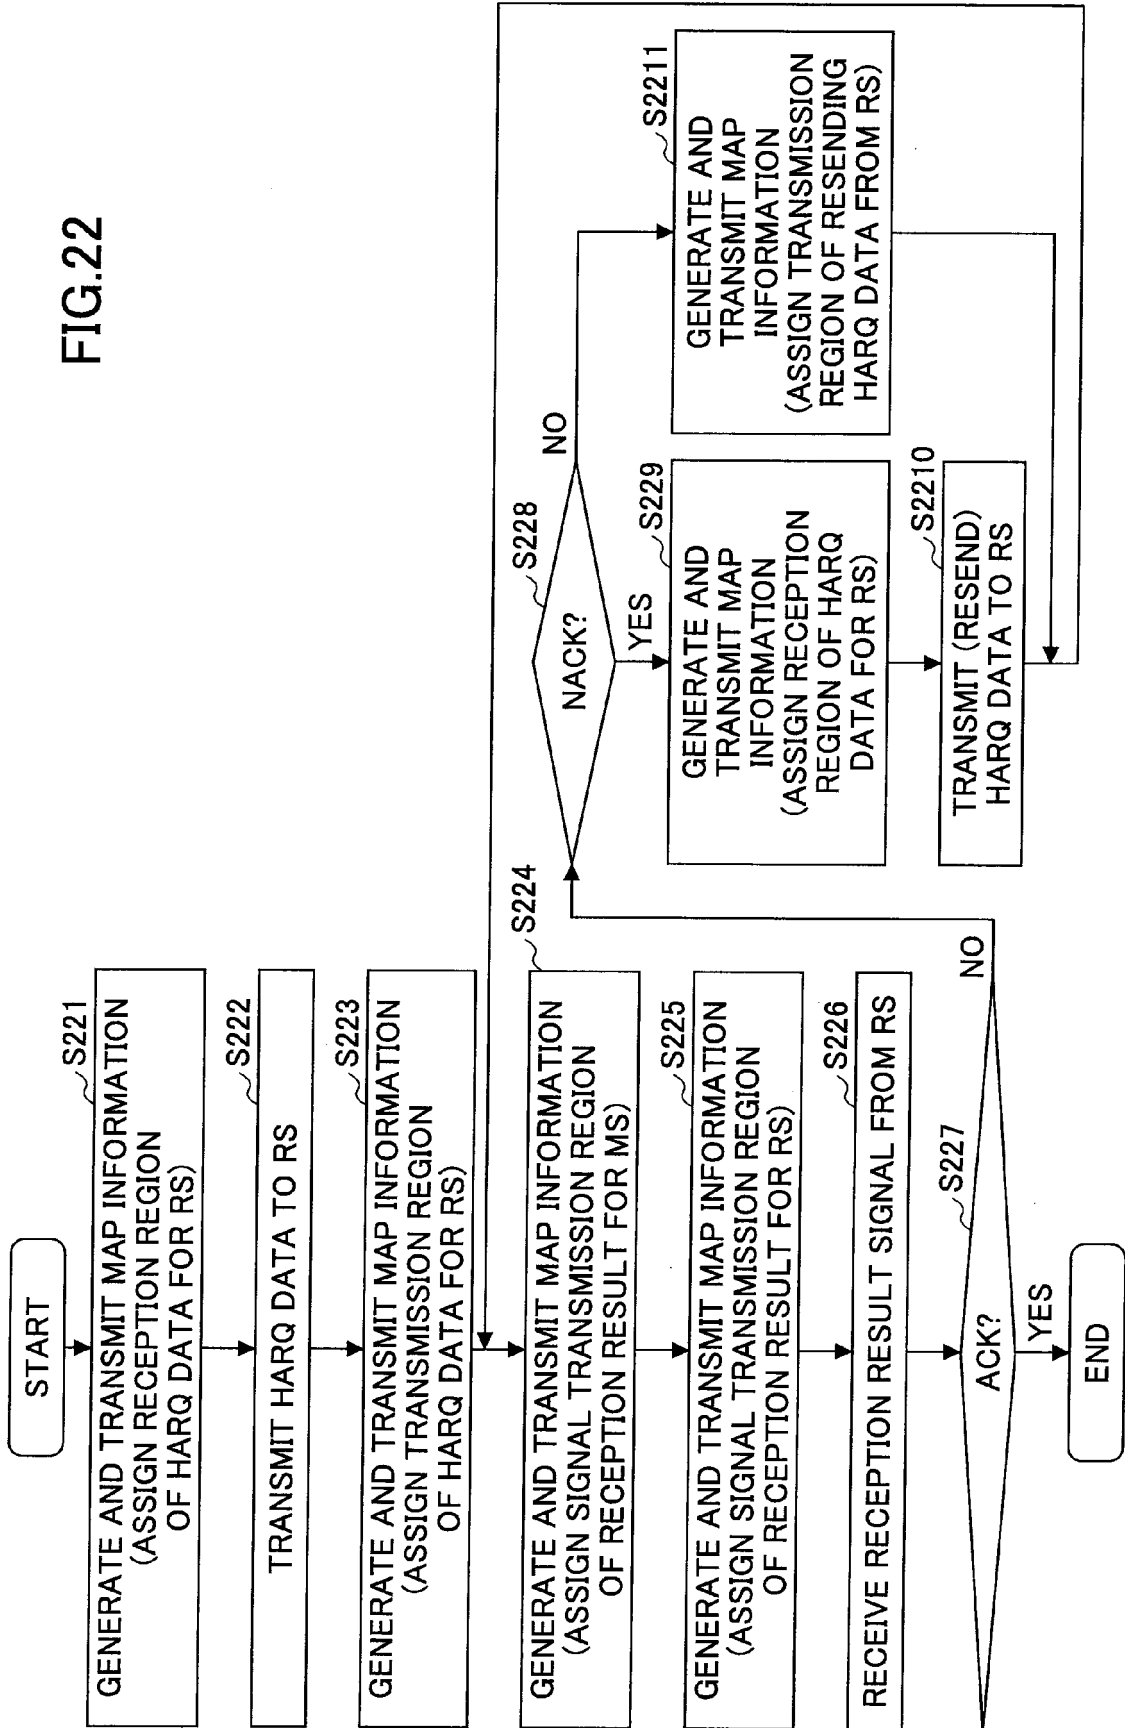 FIG.22
START
S221
GENERATE AND TRANSMIT MAP INFORMATION
(ASSIGN RECEPTION REGION
OF HARQ DATA FOR RS)
S222
TRANSMIT HARQ DATA TO RS
S223
GENERATE AND TRANSMIT MAP INFORMATION
(ASSIGN TRANSMISSION REGION
OF HARQ DATA FOR RS)
S224
GENERATE AND TRANSMIT MAP INFORMATION
(ASSIGN SIGNAL TRANSMISSION REGION
OF RECEPTION RESULT FOR MS)
S225
GENERATE AND TRANSMIT MAP INFORMATION
(ASSIGN SIGNAL TRANSMISSION REGION
OF RECEPTION RESULT FOR RS)
S226
RECEIVE RECEPTION RESULT SIGNAL FROM RS
S227
ACK?
NO
YES
END
S228
NACK?
NO
YES
S229
GENERATE AND
TRANSMIT MAP
INFORMATION
(ASSIGN RECEPTION
REGION OF HARQ
DATA FOR RS)
S2210
TRANSMIT (RESEND)
HARQ DATA TO RS
S2211
GENERATE AND
TRANSMIT MAP
INFORMATION
(ASSIGN TRANSMISSION
REGION OF RESENDING
HARQ DATA FROM RS)